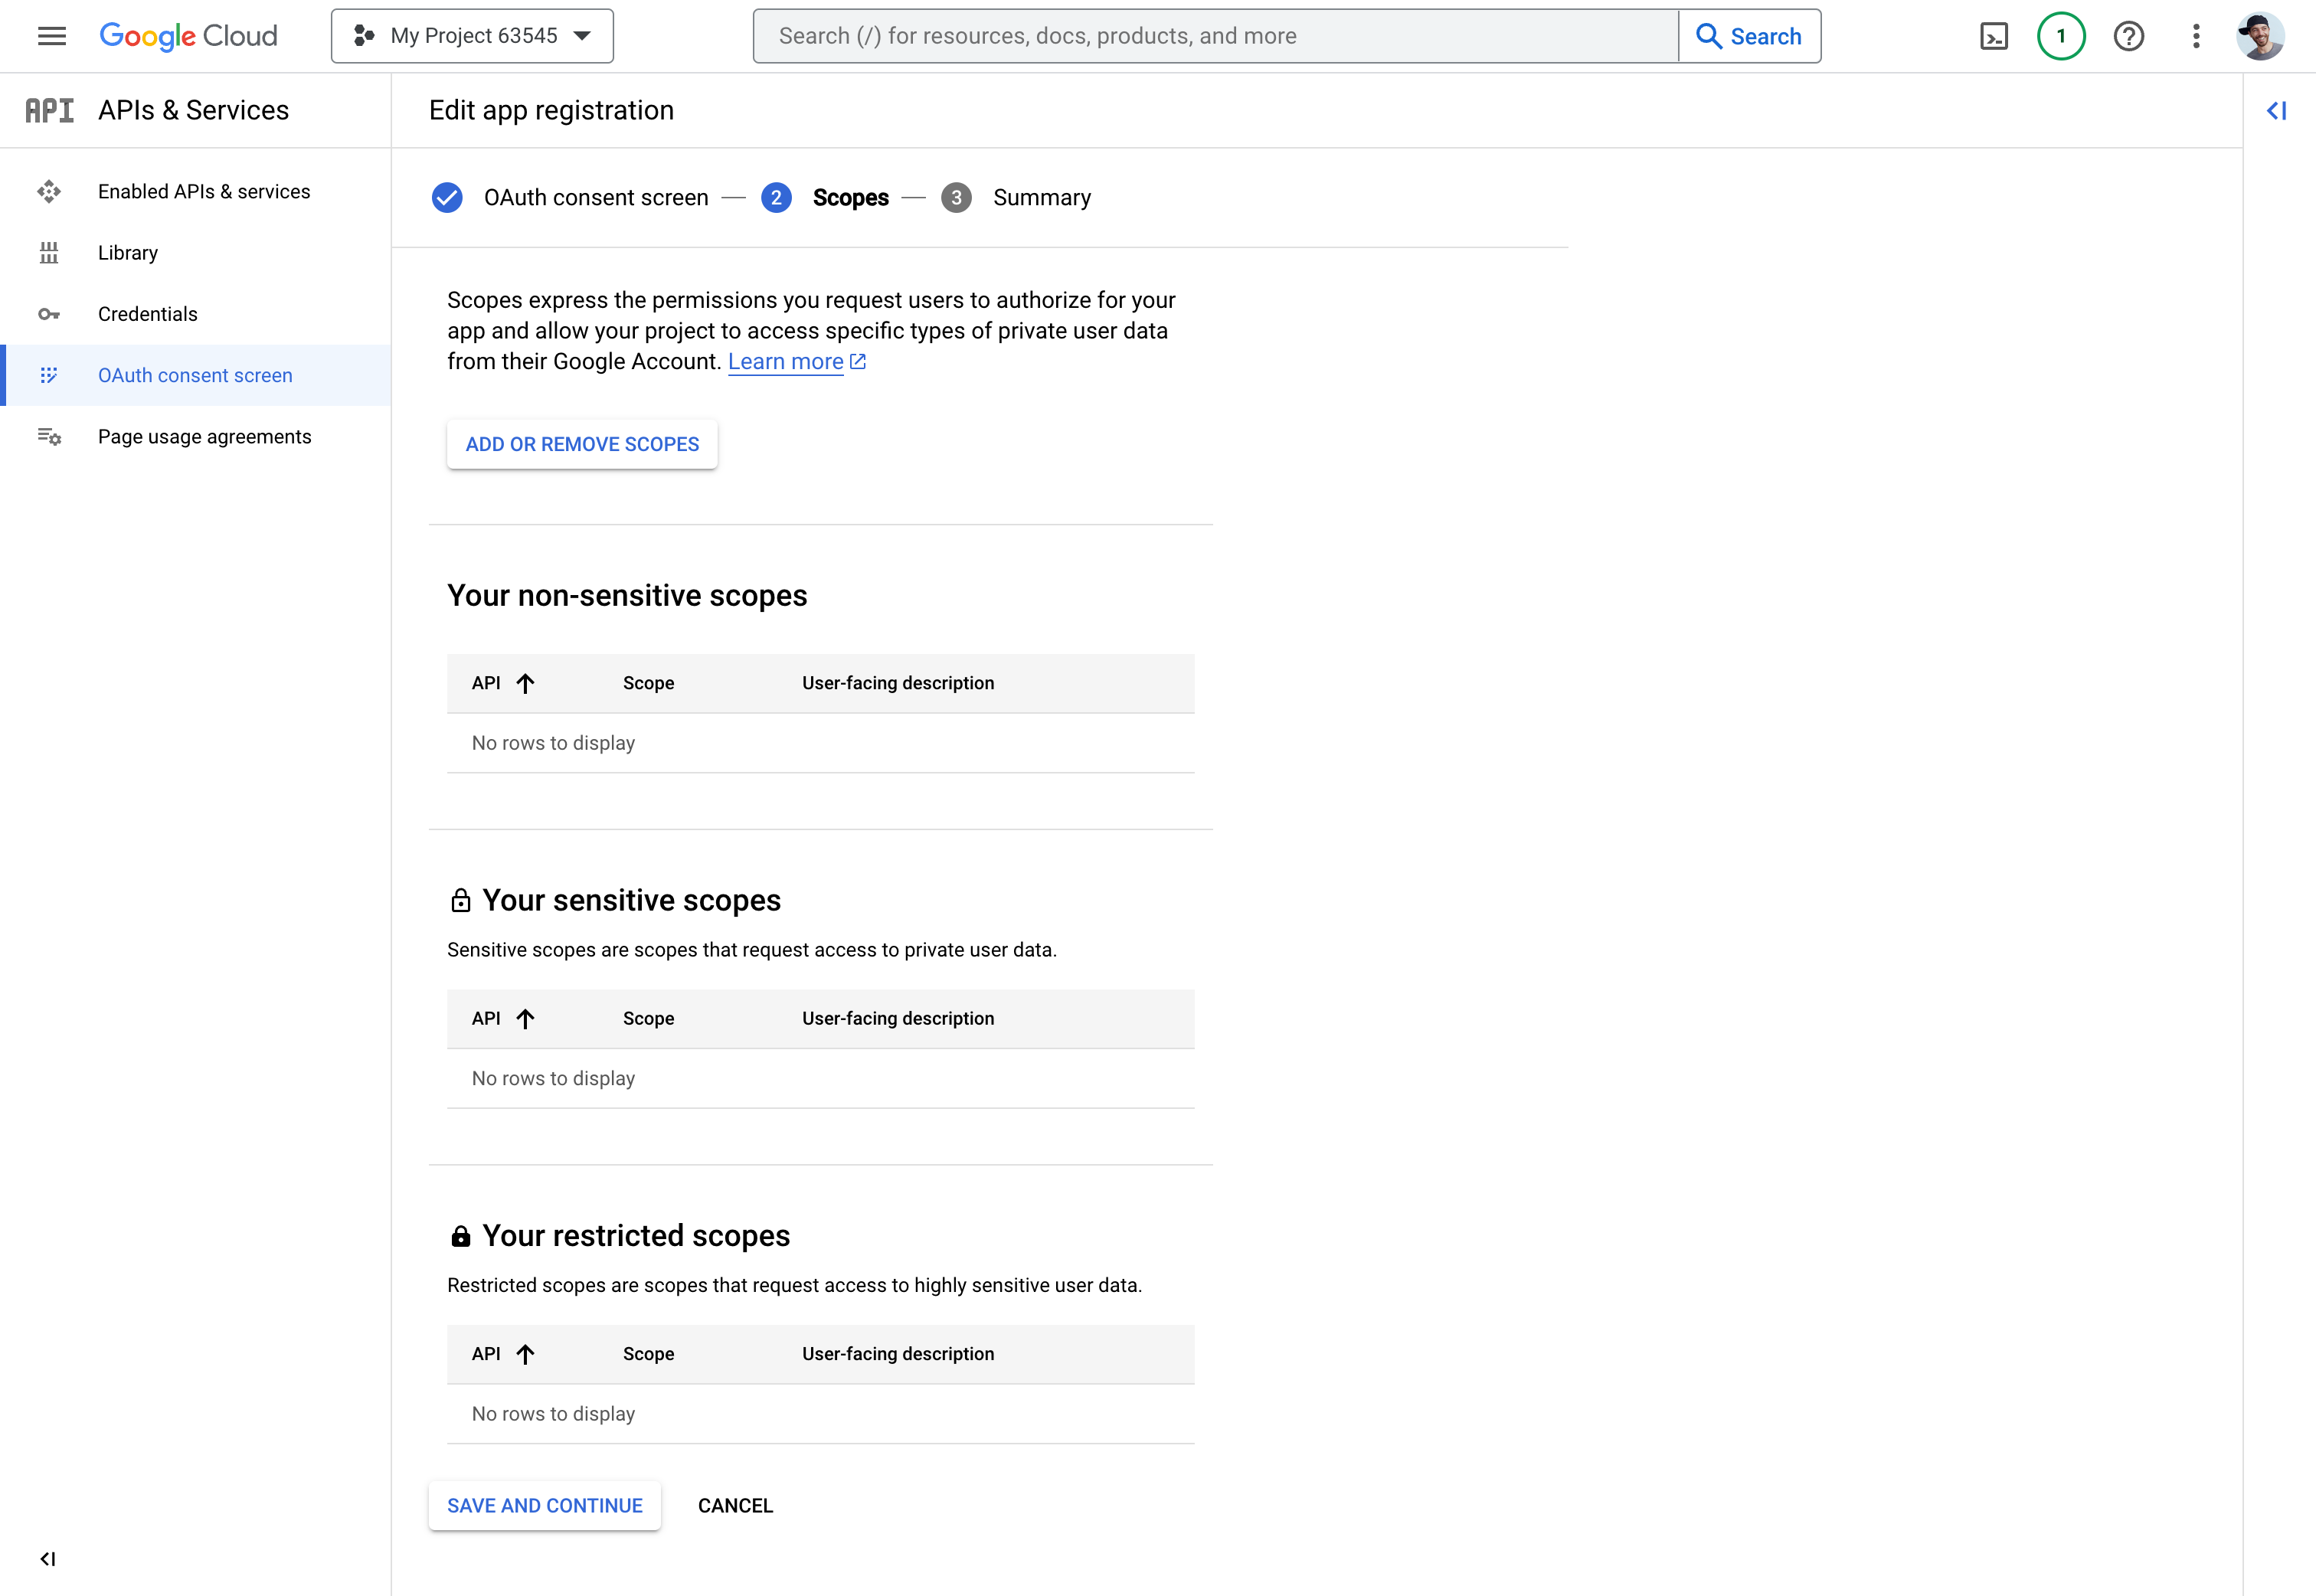 Google Cloud
My Project 63545
Search (/) for resources, docs, products, and more
Search
1
API
APIs & Services
Edit app registration
Enabled APIs & services
Library
Credentials
OAuth consent screen
Page usage agreements
OAuth consent screen
2 Scopes
3 Summary
Scopes express the permissions you request users to authorize for your
app and allow your project to access specific types of private user data
from their Google Account. Learn more
ADD OR REMOVE SCOPES
Your non-sensitive scopes
API Scope User-facing description
No rows to display
Your sensitive scopes
Sensitive scopes are scopes that request access to private user data.
API Scope User-facing description
No rows to display
Your restricted scopes
Restricted scopes are scopes that request access to highly sensitive user data.
API Scope User-facing description
No rows to display
SAVE AND CONTINUE CANCEL